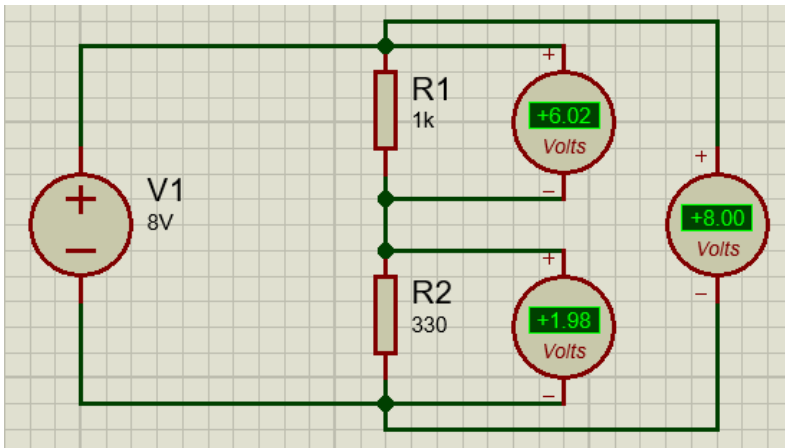 V1
8V
R1
1k
+
+6.02
Volts
−
R2
330
+
+1.98
Volts
−
+
+8.00
Volts
−